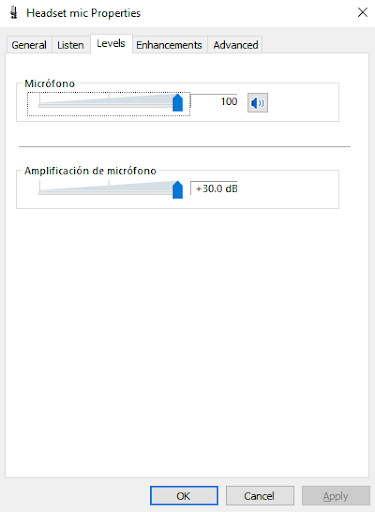 Headset mic Properties
General Listen Levels Enhancements Advanced
Micrófono
100
Amplificación de micrófono
+30.0 dB
OK Cancel Apply